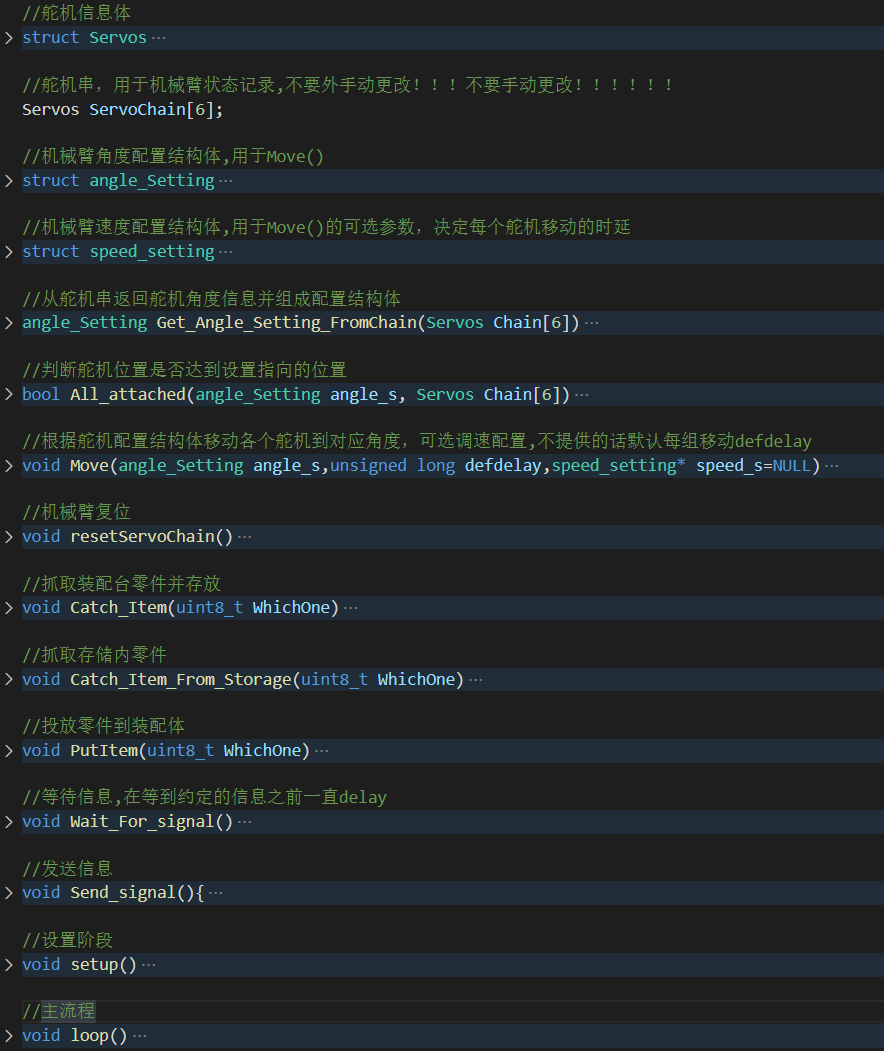 //舵机信息体
struct Servos ···
//舵机串，用于机械臂状态记录,不要外手动更改！！！不要手动更改！！！！！！
Servos ServoChain[6];
//机械臂角度配置结构体,用于Move()
struct angle_Setting ···
//机械臂速度配置结构体,用于Move()的可选参数，决定每个舵机移动的时延
struct speed_setting ···
//从舵机串返回舵机角度信息并组成配置结构体
angle_Setting Get_Angle_Setting_FromChain(Servos Chain[6]) ···
//判断舵机位置是否达到设置指向的位置
bool All_attached(angle_Setting angle_s, Servos Chain[6]) ···
//根据舵机配置结构体移动各个舵机到对应角度，可选调速配置,不提供的话默认每组移动defdelay
void Move(angle_Setting angle_s,unsigned long defdelay,speed_setting* speed_s=NULL) ···
//机械臂复位
void resetServoChain() ···
//抓取装配台零件并存放
void Catch_Item(uint8_t WhichOne) ···
//抓取存储内零件
void Catch_Item_From_Storage(uint8_t WhichOne) ···
//投放零件到装配体
void PutItem(uint8_t WhichOne) ···
//等待信息,在等到约定的信息之前一直delay
void Wait_For_signal() ···
//发送信息
void Send_signal(){ ···
//设置阶段
void setup() ···
//主流程
void loop() ···